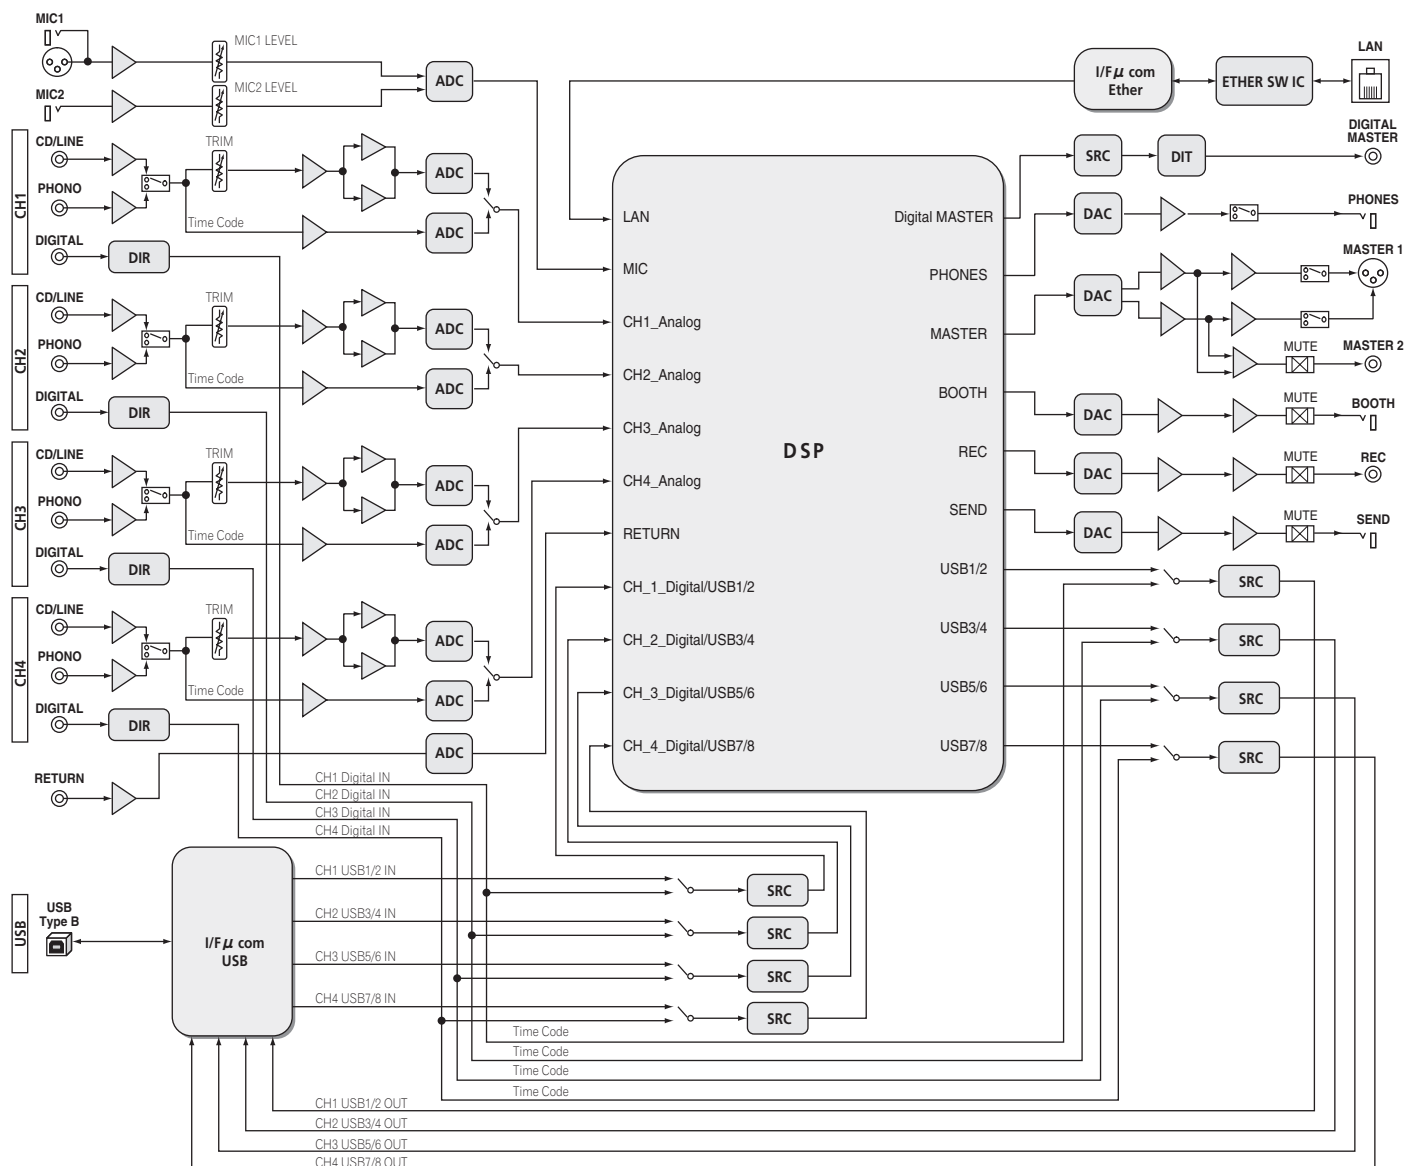 MIC1
MIC1 LEVEL
ADC
MIC2
MIC2 LEVEL
CH1
CD/LINE
TRIM
ADC
PHONO
Time Code
ADC
DIGITAL
DIR
CH2
CD/LINE
TRIM
ADC
PHONO
Time Code
ADC
DIGITAL
DIR
CH3
CD/LINE
TRIM
ADC
PHONO
Time Code
ADC
DIGITAL
DIR
CH4
CD/LINE
TRIM
ADC
PHONO
Time Code
ADC
DIGITAL
DIR
RETURN
ADC
CH1 Digital IN
CH2 Digital IN
CH3 Digital IN
CH4 Digital IN
DSP
LAN
MIC
CH1_Analog
CH2_Analog
CH3_Analog
CH4_Analog
RETURN
CH_1_Digital/USB1/2
CH_2_Digital/USB3/4
CH_3_Digital/USB5/6
CH_4_Digital/USB7/8
Digital MASTER
PHONES
MASTER
BOOTH
REC
SEND
USB1/2
USB3/4
USB5/6
USB7/8
I/Fμ com
Ether
ETHER SW IC
LAN
SRC
DIT
DIGITAL
MASTER
DAC
PHONES
DAC
MASTER 1
MUTE
MASTER 2
DAC
MUTE
BOOTH
DAC
MUTE
REC
DAC
MUTE
SEND
SRC
SRC
SRC
SRC
USB
USB
Type B
I/Fμ com
USB
CH1 USB1/2 IN
SRC
CH2 USB3/4 IN
SRC
CH3 USB5/6 IN
SRC
CH4 USB7/8 IN
SRC
Time Code
Time Code
Time Code
Time Code
CH1 USB1/2 OUT
CH2 USB3/4 OUT
CH3 USB5/6 OUT
CH4 USB7/8 OUT